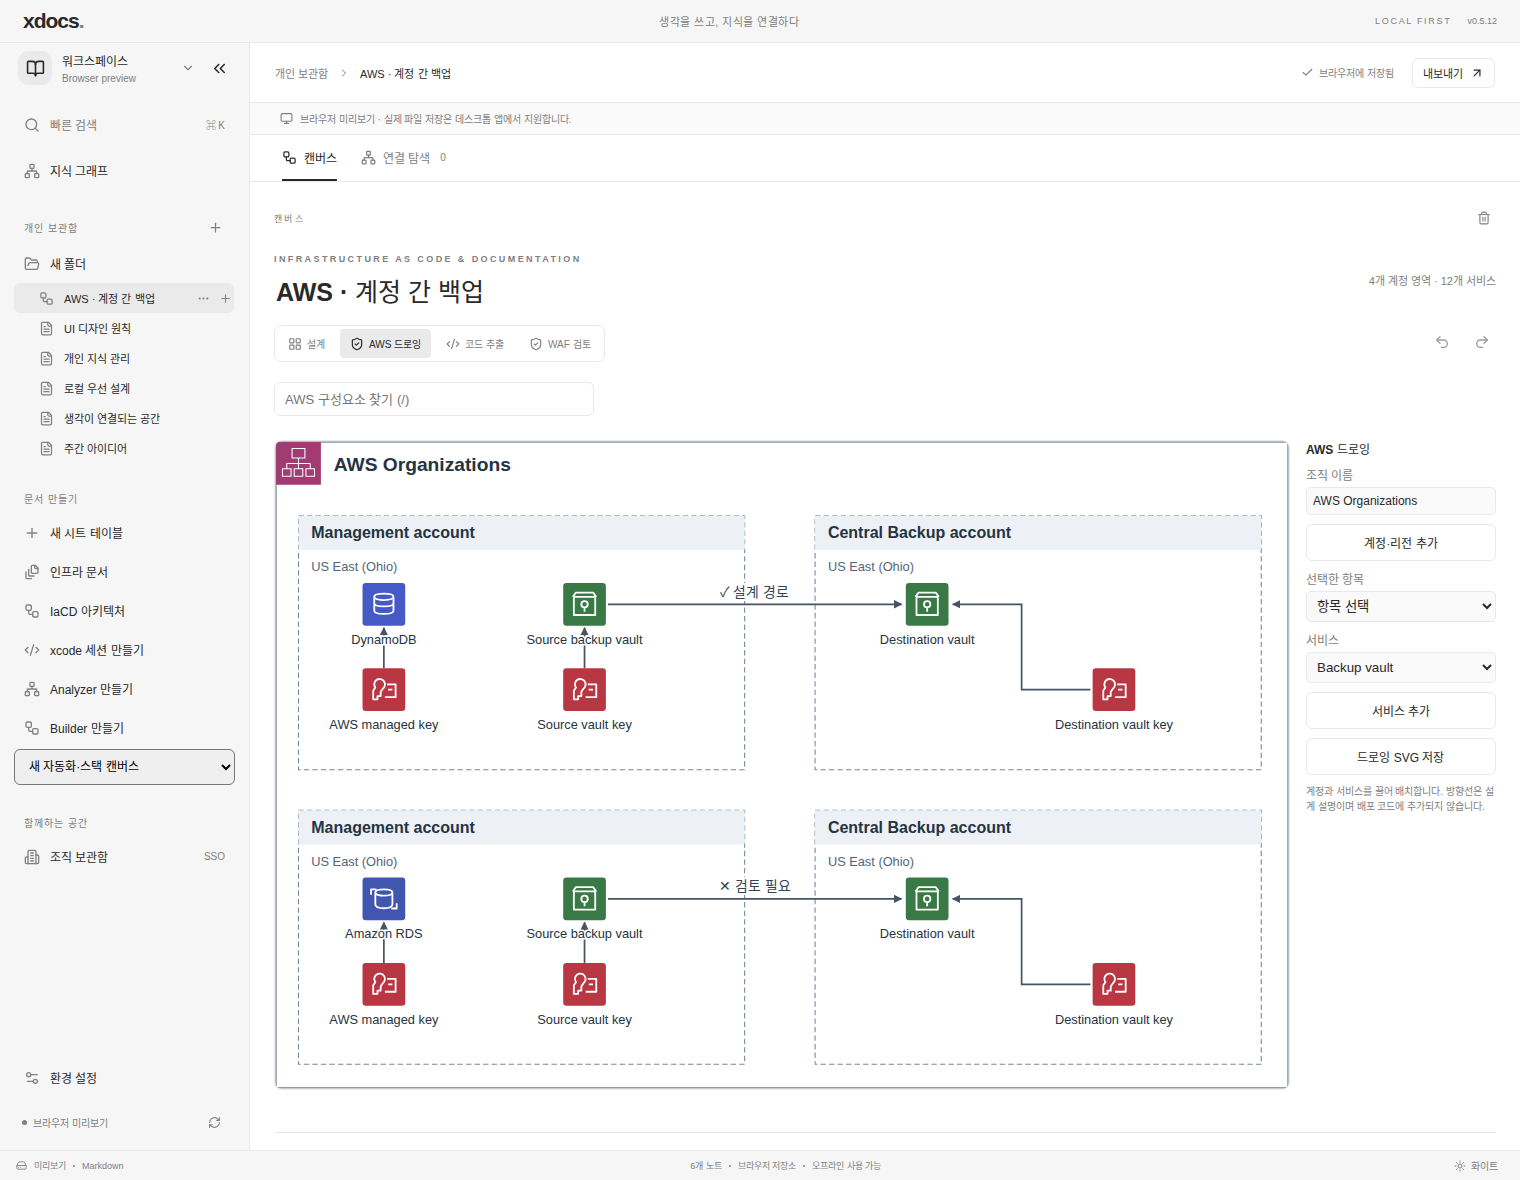 xdocs.
생각을 쓰고, 지식을 연결하다
LOCAL FIRST
v0.5.12
워크스페이스
Browser preview
빠른 검색
⌘K
지식 그래프
개인 보관함
새 폴더
AWS · 계정 간 백업
UI 디자인 원칙
개인 지식 관리
로컬 우선 설계
생각이 연결되는 공간
주간 아이디어
문서 만들기
새 시트 테이블
인프라 문서
IaCD 아키텍처
xcode 세션 만들기
Analyzer 만들기
Builder 만들기
새 자동화·스택 캔버스
함께하는 공간
조직 보관함
SSO
환경 설정
브라우저 미리보기
개인 보관함
AWS · 계정 간 백업
브라우저에 저장됨
내보내기
브라우저 미리보기 · 실제 파일 저장은 데스크톱 앱에서 지원합니다.
캔버스
연결 탐색 0
캔버스
INFRASTRUCTURE AS CODE & DOCUMENTATION
AWS · 계정 간 백업
4개 계정 영역 · 12개 서비스
설계
AWS 드로잉
코드 추출
WAF 검토
AWS 구성요소 찾기 (/)
AWS Organizations
Management account
US East (Ohio)
DynamoDB
Source backup vault
AWS managed key
Source vault key
✓ 설계 경로
Central Backup account
US East (Ohio)
Destination vault
Destination vault key
Management account
US East (Ohio)
Amazon RDS
Source backup vault
AWS managed key
Source vault key
✕ 검토 필요
Central Backup account
US East (Ohio)
Destination vault
Destination vault key
AWS 드로잉
조직 이름
AWS Organizations
계정·리전 추가
선택한 항목
항목 선택
서비스
Backup vault
서비스 추가
드로잉 SVG 저장
계정과 서비스를 끌어 배치합니다. 방향선은 설
계 설명이며 배포 코드에 추가되지 않습니다.
미리보기 • Markdown
6개 노트 • 브라우저 저장소 • 오프라인 사용 가능
화이트